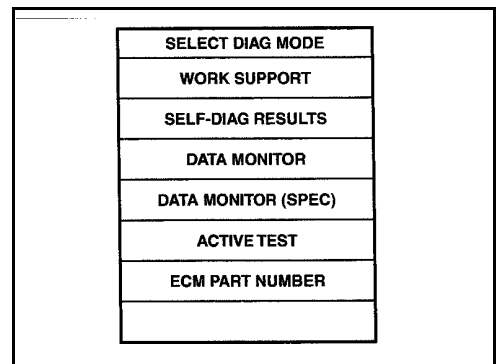 SELECT DIAG MODE
WORK SUPPORT
SELF-DIAG RESULTS
DATA MONITOR
DATA MONITOR (SPEC)
ACTIVE TEST
ECM PART NUMBER